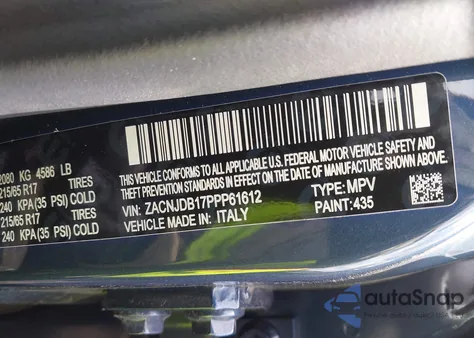 2080 KG 4586 LB
215/65 R17 TIRES
240 KPA(35 PSI) COLD
215/65 R17 TIRES
240 KPA(35 PSI) COLD
THIS VEHICLE CONFORMS TO ALL APPLICABLE U.S. FEDERAL MOTOR VEHICLE SAFETY AND
THEFT PREVENTION STANDARDS IN EFFECT ON THE DATE OF MANUFACTURE SHOWN ABOVE.
VIN: ZACNJDB17PPP61612 TYPE: MPV
VEHICLE MADE IN: ITALY PAINT: 435
autaSnap